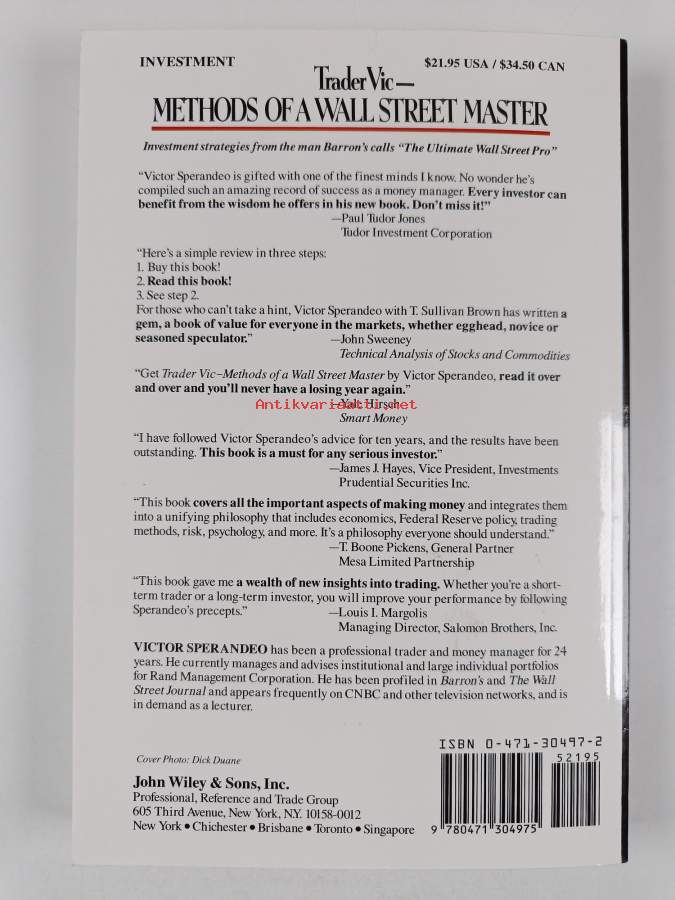 INVESTMENT
$21.95 USA / $34.50 CAN
Trader Vic—
METHODS OF A WALL STREET MASTER
Investment strategies from the man Barron's calls “The Ultimate Wall Street Pro”
“Victor Sperandeo is gifted with one of the finest minds I know. No wonder he's
compiled such an amazing record of success as a money manager. Every investor can
benefit from the wisdom he offers in his new book. Don't miss it!”
—Paul Tudor Jones
Tudor Investment Corporation
“Here's a simple review in three steps:
1. Buy this book!
2. Read this book!
3. See step 2.
For those who can't take a hint, Victor Sperandeo with T. Sullivan Brown has written a
gem, a book of value for everyone in the markets, whether egghead, novice or
seasoned speculator.” —John Sweeney
Technical Analysis of Stocks and Commodities
“Get Trader Vic–Methods of a Wall Street Master by Victor Sperandeo, read it over
and over and you'll never have a losing year again.”
—Yale Hirsch
Antikvariaatti.net
Smart Money
“I have followed Victor Sperandeo's advice for ten years, and the results have been
outstanding. This book is a must for any serious investor.”
—James J. Hayes, Vice President, Investments
Prudential Securities Inc.
“This book covers all the important aspects of making money and integrates them
into a unifying philosophy that includes economics, Federal Reserve policy, trading
methods, risk, psychology, and more. It's a philosophy everyone should understand.”
—T. Boone Pickens, General Partner
Mesa Limited Partnership
“This book gave me a wealth of new insights into trading. Whether you're a short-
term trader or a long-term investor, you will improve your performance by following
Sperandeo's precepts.” —Louis I. Margolis
Managing Director, Salomon Brothers, Inc.
VICTOR SPERANDEO has been a professional trader and money manager for 24
years. He currently manages and advises institutional and large individual portfolios
for Rand Management Corporation. He has been profiled in Barron's and The Wall
Street Journal and appears frequently on CNBC and other television networks, and is
in demand as a lecturer.
Cover Photo: Dick Duane
John Wiley & Sons, Inc.
Professional, Reference and Trade Group
605 Third Avenue, New York, N.Y. 10158-0012
New York • Chichester • Brisbane • Toronto • Singapore
ISBN 0-471-30497-2
52195
9 780471 304975